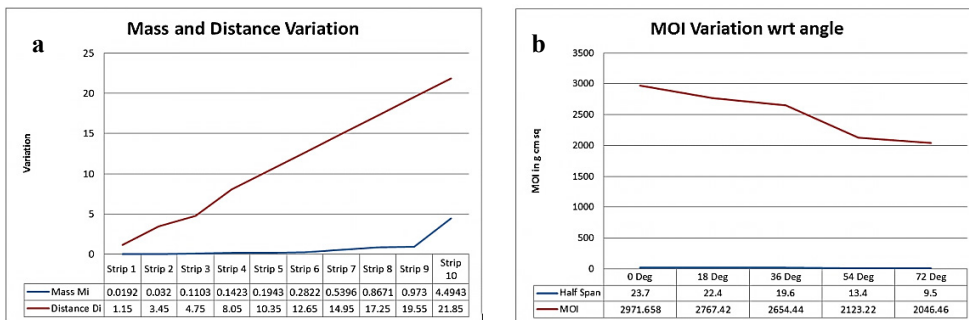 a
Mass and Distance Variation
25
20
15
10
5
0
Variation
Strip 1 Strip 2 Strip 3 Strip 4 Strip 5 Strip 6 Strip 7 Strip 8 Strip 9 Strip 10
Mass Mi 0.0192 0.032 0.1103 0.1423 0.1943 0.2822 0.5396 0.8671 0.973 4.4943
Distance Di 1.15 3.45 4.75 8.05 10.35 12.65 14.95 17.25 19.55 21.85
b
MOI Variation wrt angle
3500
3000
2500
2000
1500
1000
500
0
MOI in g cm sq
0 Deg 18 Deg 36 Deg 54 Deg 72 Deg
Half Span 23.7 22.4 19.6 13.4 9.5
MOI 2971.658 2767.42 2654.44 2123.22 2046.46